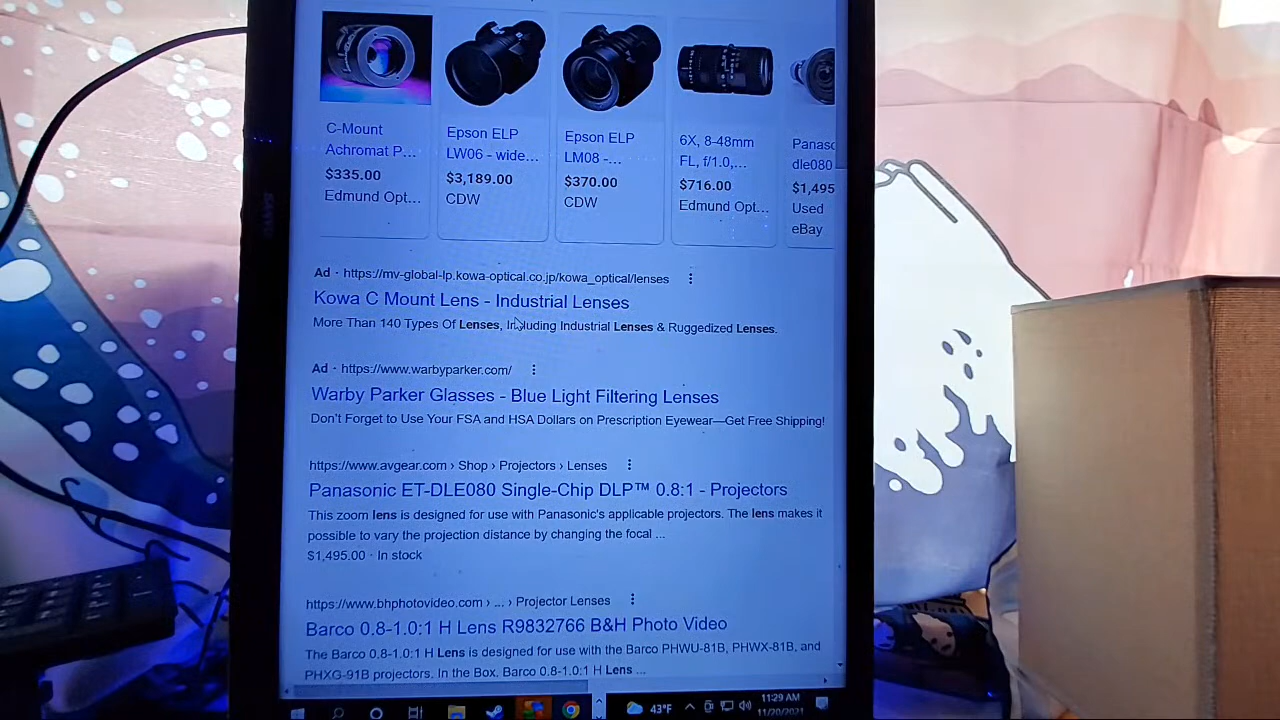 C-Mount
Achromat P...
$335.00
Edmund Opt...
Epson ELP
LW06 - wide...
$3,189.00
CDW
Epson ELP
LM08 -...
$370.00
CDW
6X, 8-48mm
FL, f/1.0,...
$716.00
Edmund Opt...
Panaso
dle080
$1,495
Used
eBay
Ad · https://mv-global-lp.kowa-optical.co.jp/kowa_optical/lenses
Kowa C Mount Lens - Industrial Lenses
More Than 140 Types Of Lenses, Including Industrial Lenses & Ruggedized Lenses.
Ad · https://www.warbyparker.com/
Warby Parker Glasses - Blue Light Filtering Lenses
Don't Forget to Use Your FSA and HSA Dollars on Prescription Eyewear—Get Free Shipping!
https://www.avgear.com › Shop › Projectors › Lenses
Panasonic ET-DLE080 Single-Chip DLP™ 0.8:1 - Projectors
This zoom lens is designed for use with Panasonic's applicable projectors. The lens makes it
possible to vary the projection distance by changing the focal ...
$1,495.00 · In stock
https://www.bhphotovideo.com › ... › Projector Lenses
Barco 0.8-1.0:1 H Lens R9832766 B&H Photo Video
The Barco 0.8-1.0:1 H Lens is designed for use with the Barco PHWU-81B, PHWX-81B, and
PHXG-91B projectors. In the Box. Barco 0.8-1.0:1 H Lens ...
43°F
11:29 AM
11/20/2021
SANYO